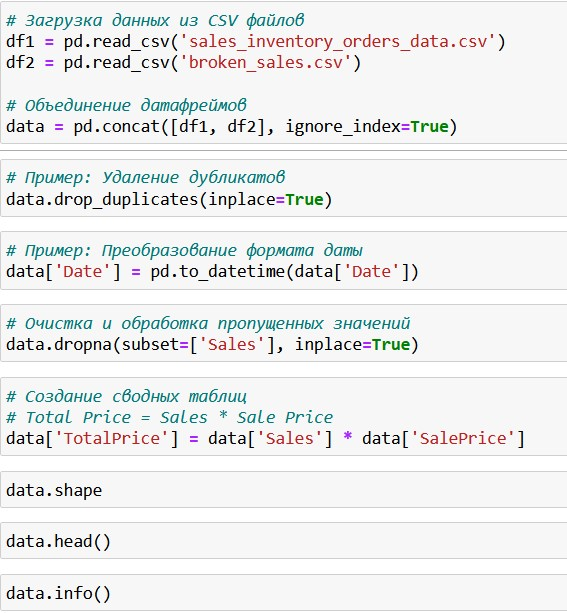 # Загрузка данных из CSV файлов
df1 = pd.read_csv('sales_inventory_orders_data.csv')
df2 = pd.read_csv('broken_sales.csv')
# Объединение датафреймов
data = pd.concat([df1, df2], ignore_index=True)
# Пример: Удаление дубликатов
data.drop_duplicates(inplace=True)
# Пример: Преобразование формата даты
data['Date'] = pd.to_datetime(data['Date'])
# Очистка и обработка пропущенных значений
data.dropna(subset=['Sales'], inplace=True)
# Создание сводных таблиц
# Total Price = Sales * Sale Price
data['TotalPrice'] = data['Sales'] * data['SalePrice']
data.shape
data.head()
data.info()